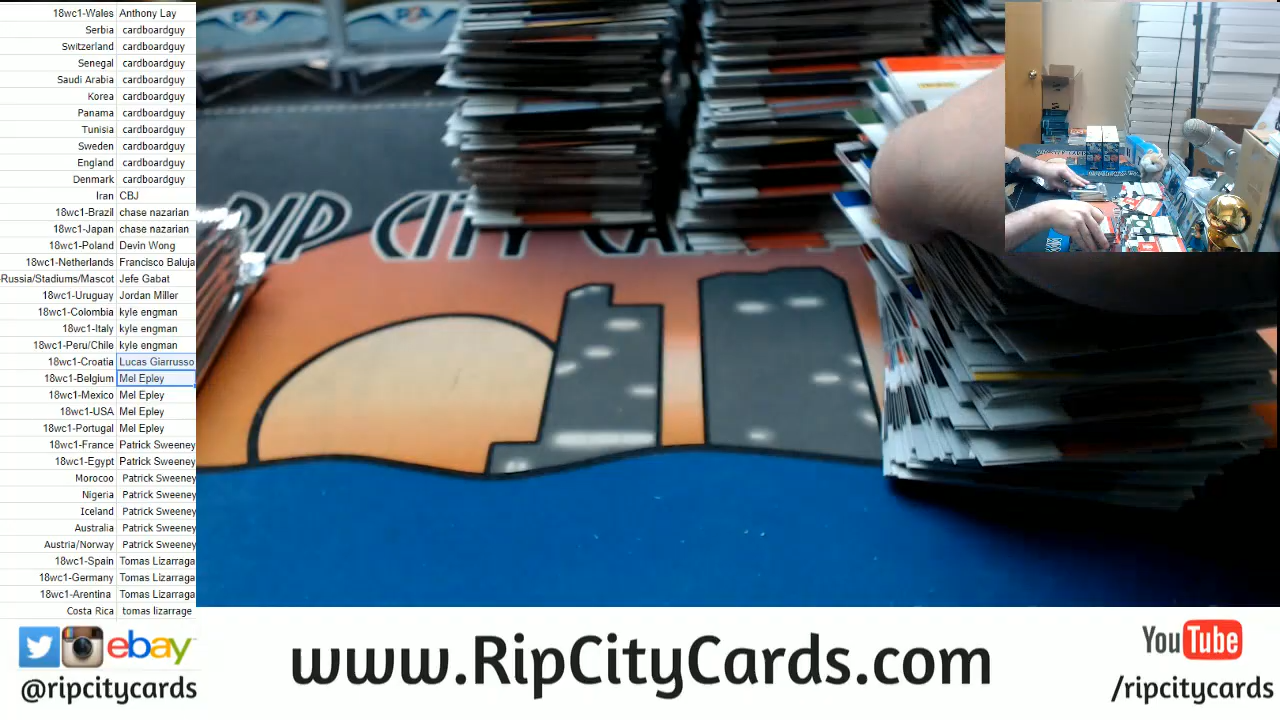 18wc1-Wales Anthony Lay
Serbia cardboardguy
Switzerland cardboardguy
Senegal cardboardguy
Saudi Arabia cardboardguy
Korea cardboardguy
Panama cardboardguy
Tunisia cardboardguy
Sweden cardboardguy
England cardboardguy
Denmark cardboardguy
Iran CBJ
18wc1-Brazil chase nazarian
18wc1-Japan chase nazarian
18wc1-Poland Devin Wong
18wc1-Netherlands Francisco Baluja
-Russia/Stadiums/Mascot Jefe Gabat
18wc1-Uruguay Jordan Miller
18wc1-Colombia kyle engman
18wc1-Italy kyle engman
18wc1-Peru/Chile kyle engman
18wc1-Croatia Lucas Giarrusso
18wc1-Belgium Mel Epley
18wc1-Mexico Mel Epley
18wc1-USA Mel Epley
18wc1-Portugal Mel Epley
18wc1-France Patrick Sweeney
18wc1-Egypt Patrick Sweeney
Morocoo Patrick Sweeney
Nigeria Patrick Sweeney
Iceland Patrick Sweeney
Australia Patrick Sweeney
Austria/Norway Patrick Sweeney
18wc1-Spain Tomas Lizarraga
18wc1-Germany Tomas Lizarraga
18wc1-Arentina Tomas Lizarraga
Costa Rica tomas lizarrage
RIP CITY CA
RIP CITY CARDS
ebay
@ripcitycards
www.RipCityCards.com
YouTube
/ripcitycards